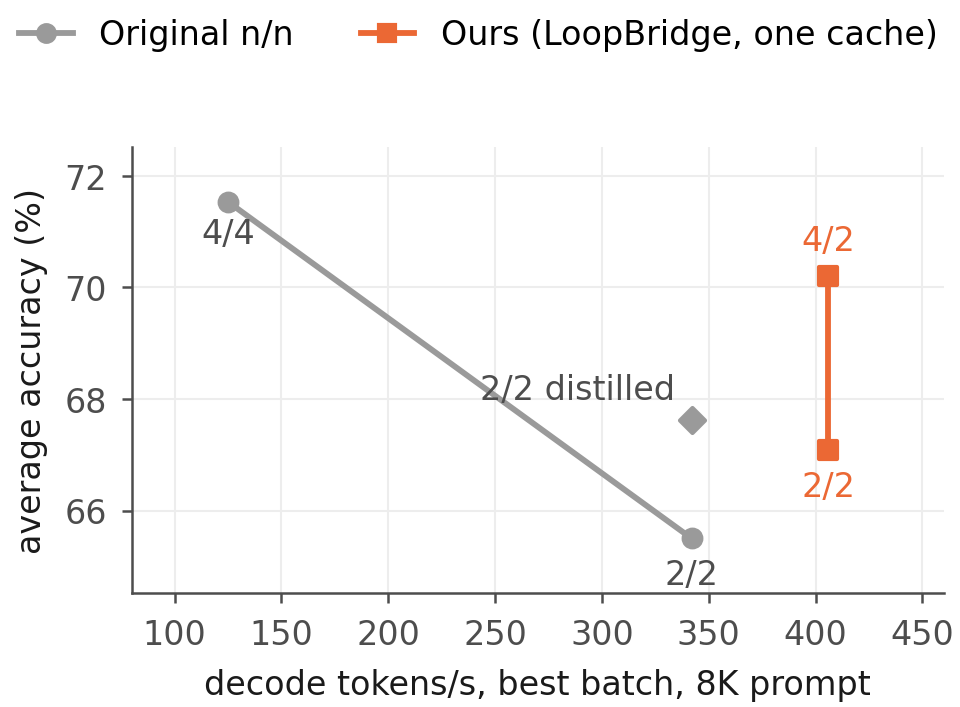 Original n/n
Ours (LoopBridge, one cache)
average accuracy (%)
72
70
68
66
4/4
2/2 distilled
2/2
4/2
2/2
100 150 200 250 300 350 400 450
decode tokens/s, best batch, 8K prompt